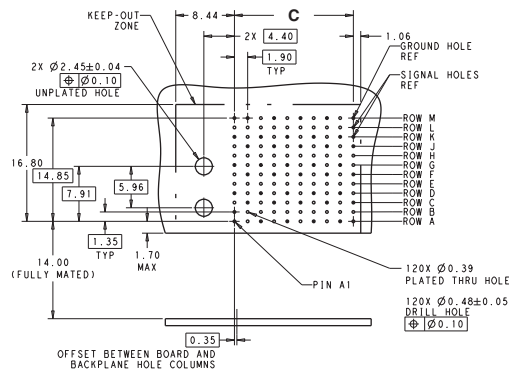 KEEP-OUT
ZONE
8.44
C
2X 4.40
1.06
1.90
TYP
GROUND HOLE
REF
SIGNAL HOLES
REF
2X Ø2.45±0.04
⌖ Ø0.10
UNPLATED HOLE
ROW M
ROW L
ROW K
ROW J
ROW H
ROW G
ROW F
ROW E
ROW D
ROW C
ROW B
ROW A
16.80
14.85
7.91
5.96
1.35
TYP
1.70
MAX
14.00
(FULLY MATED)
PIN A1
120X Ø0.39
PLATED THRU HOLE
120X Ø0.48±0.05
DRILL HOLE
⌖ Ø0.10
0.35
OFFSET BETWEEN BOARD AND
BACKPLANE HOLE COLUMNS